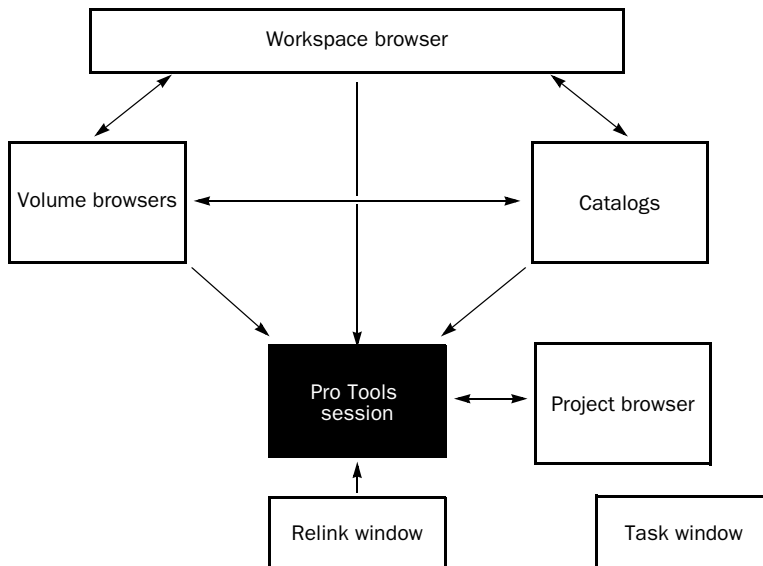 Workspace browser
Volume browsers
Catalogs
Pro Tools
session
Project browser
Relink window
Task window